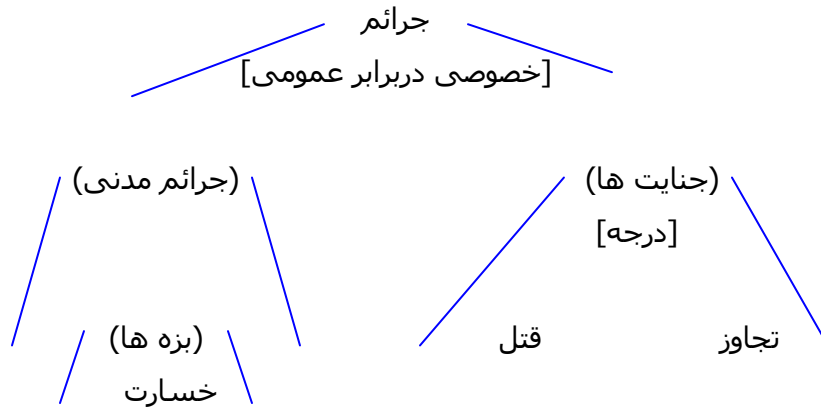 جرائم
[خصوصی دربرابر عمومی]
(جنایت ها)
(جرائم مدنی)
[درجه]
تجاوز
قتل
(بزه ها)
خسارت